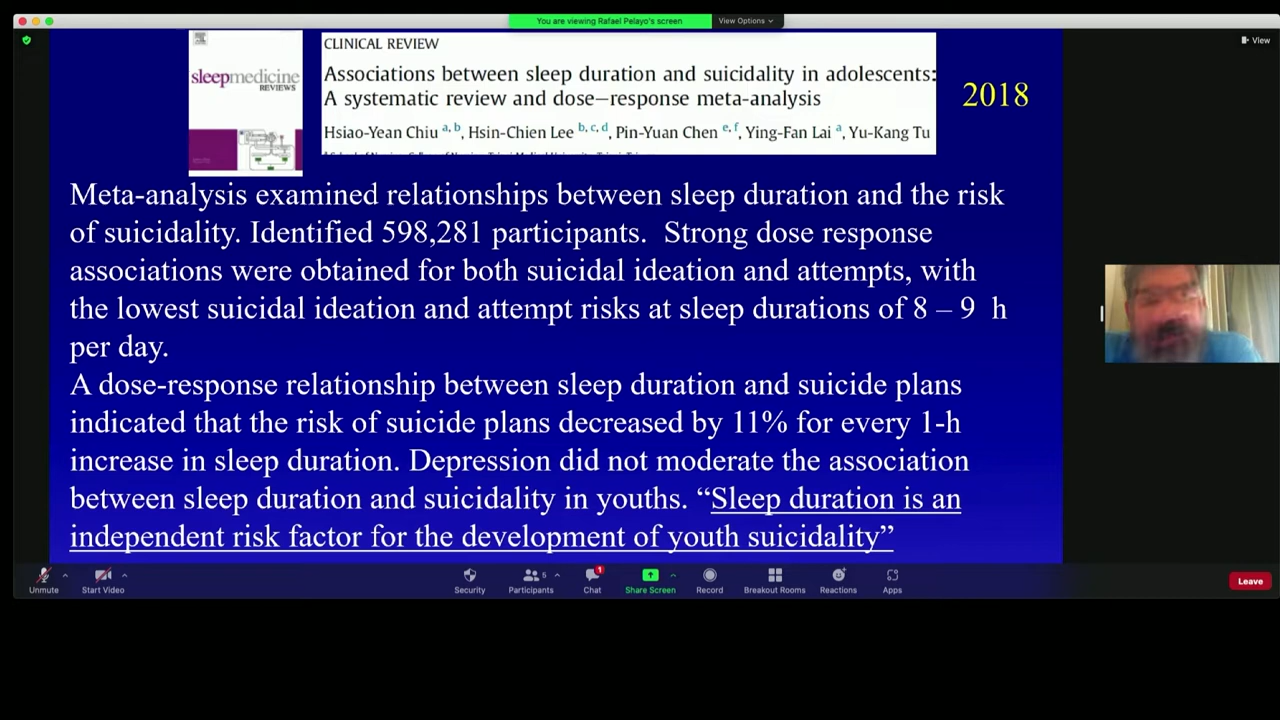 You are viewing Rafael Pelayo's screen
View Options
View
sleepmedicine
REVIEWS
CLINICAL REVIEW
Associations between sleep duration and suicidality in adolescents:
A systematic review and dose–response meta-analysis
Hsiao-Yean Chiu a, b, Hsin-Chien Lee b, c, d, Pin-Yuan Chen e, f, Ying-Fan Lai a, Yu-Kang Tu
2018
Meta-analysis examined relationships between sleep duration and the risk
of suicidality. Identified 598,281 participants.  Strong dose response
associations were obtained for both suicidal ideation and attempts, with
the lowest suicidal ideation and attempt risks at sleep durations of 8 – 9  h
per day.
A dose-response relationship between sleep duration and suicide plans
indicated that the risk of suicide plans decreased by 11% for every 1-h
increase in sleep duration. Depression did not moderate the association
between sleep duration and suicidality in youths. “Sleep duration is an
independent risk factor for the development of youth suicidality”
Unmute
Start Video
Security
Participants
5
Chat
1
Share Screen
Record
Breakout Rooms
Reactions
Apps
Leave